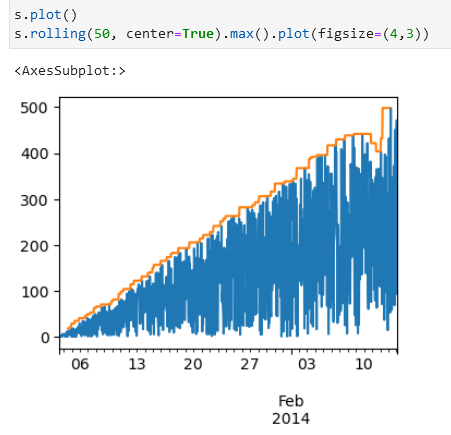 s.plot()
s.rolling(50, center=True).max().plot(figsize=(4,3))
<AxesSubplot:>
500
400
300
200
100
0
06 13 20 27 03 10
Feb
2014